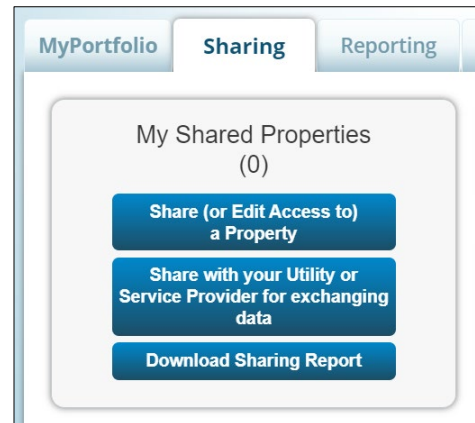 MyPortfolio Sharing Reporting
My Shared Properties
(0)
Share (or Edit Access to)
a Property
Share with your Utility or
Service Provider for exchanging
data
Download Sharing Report